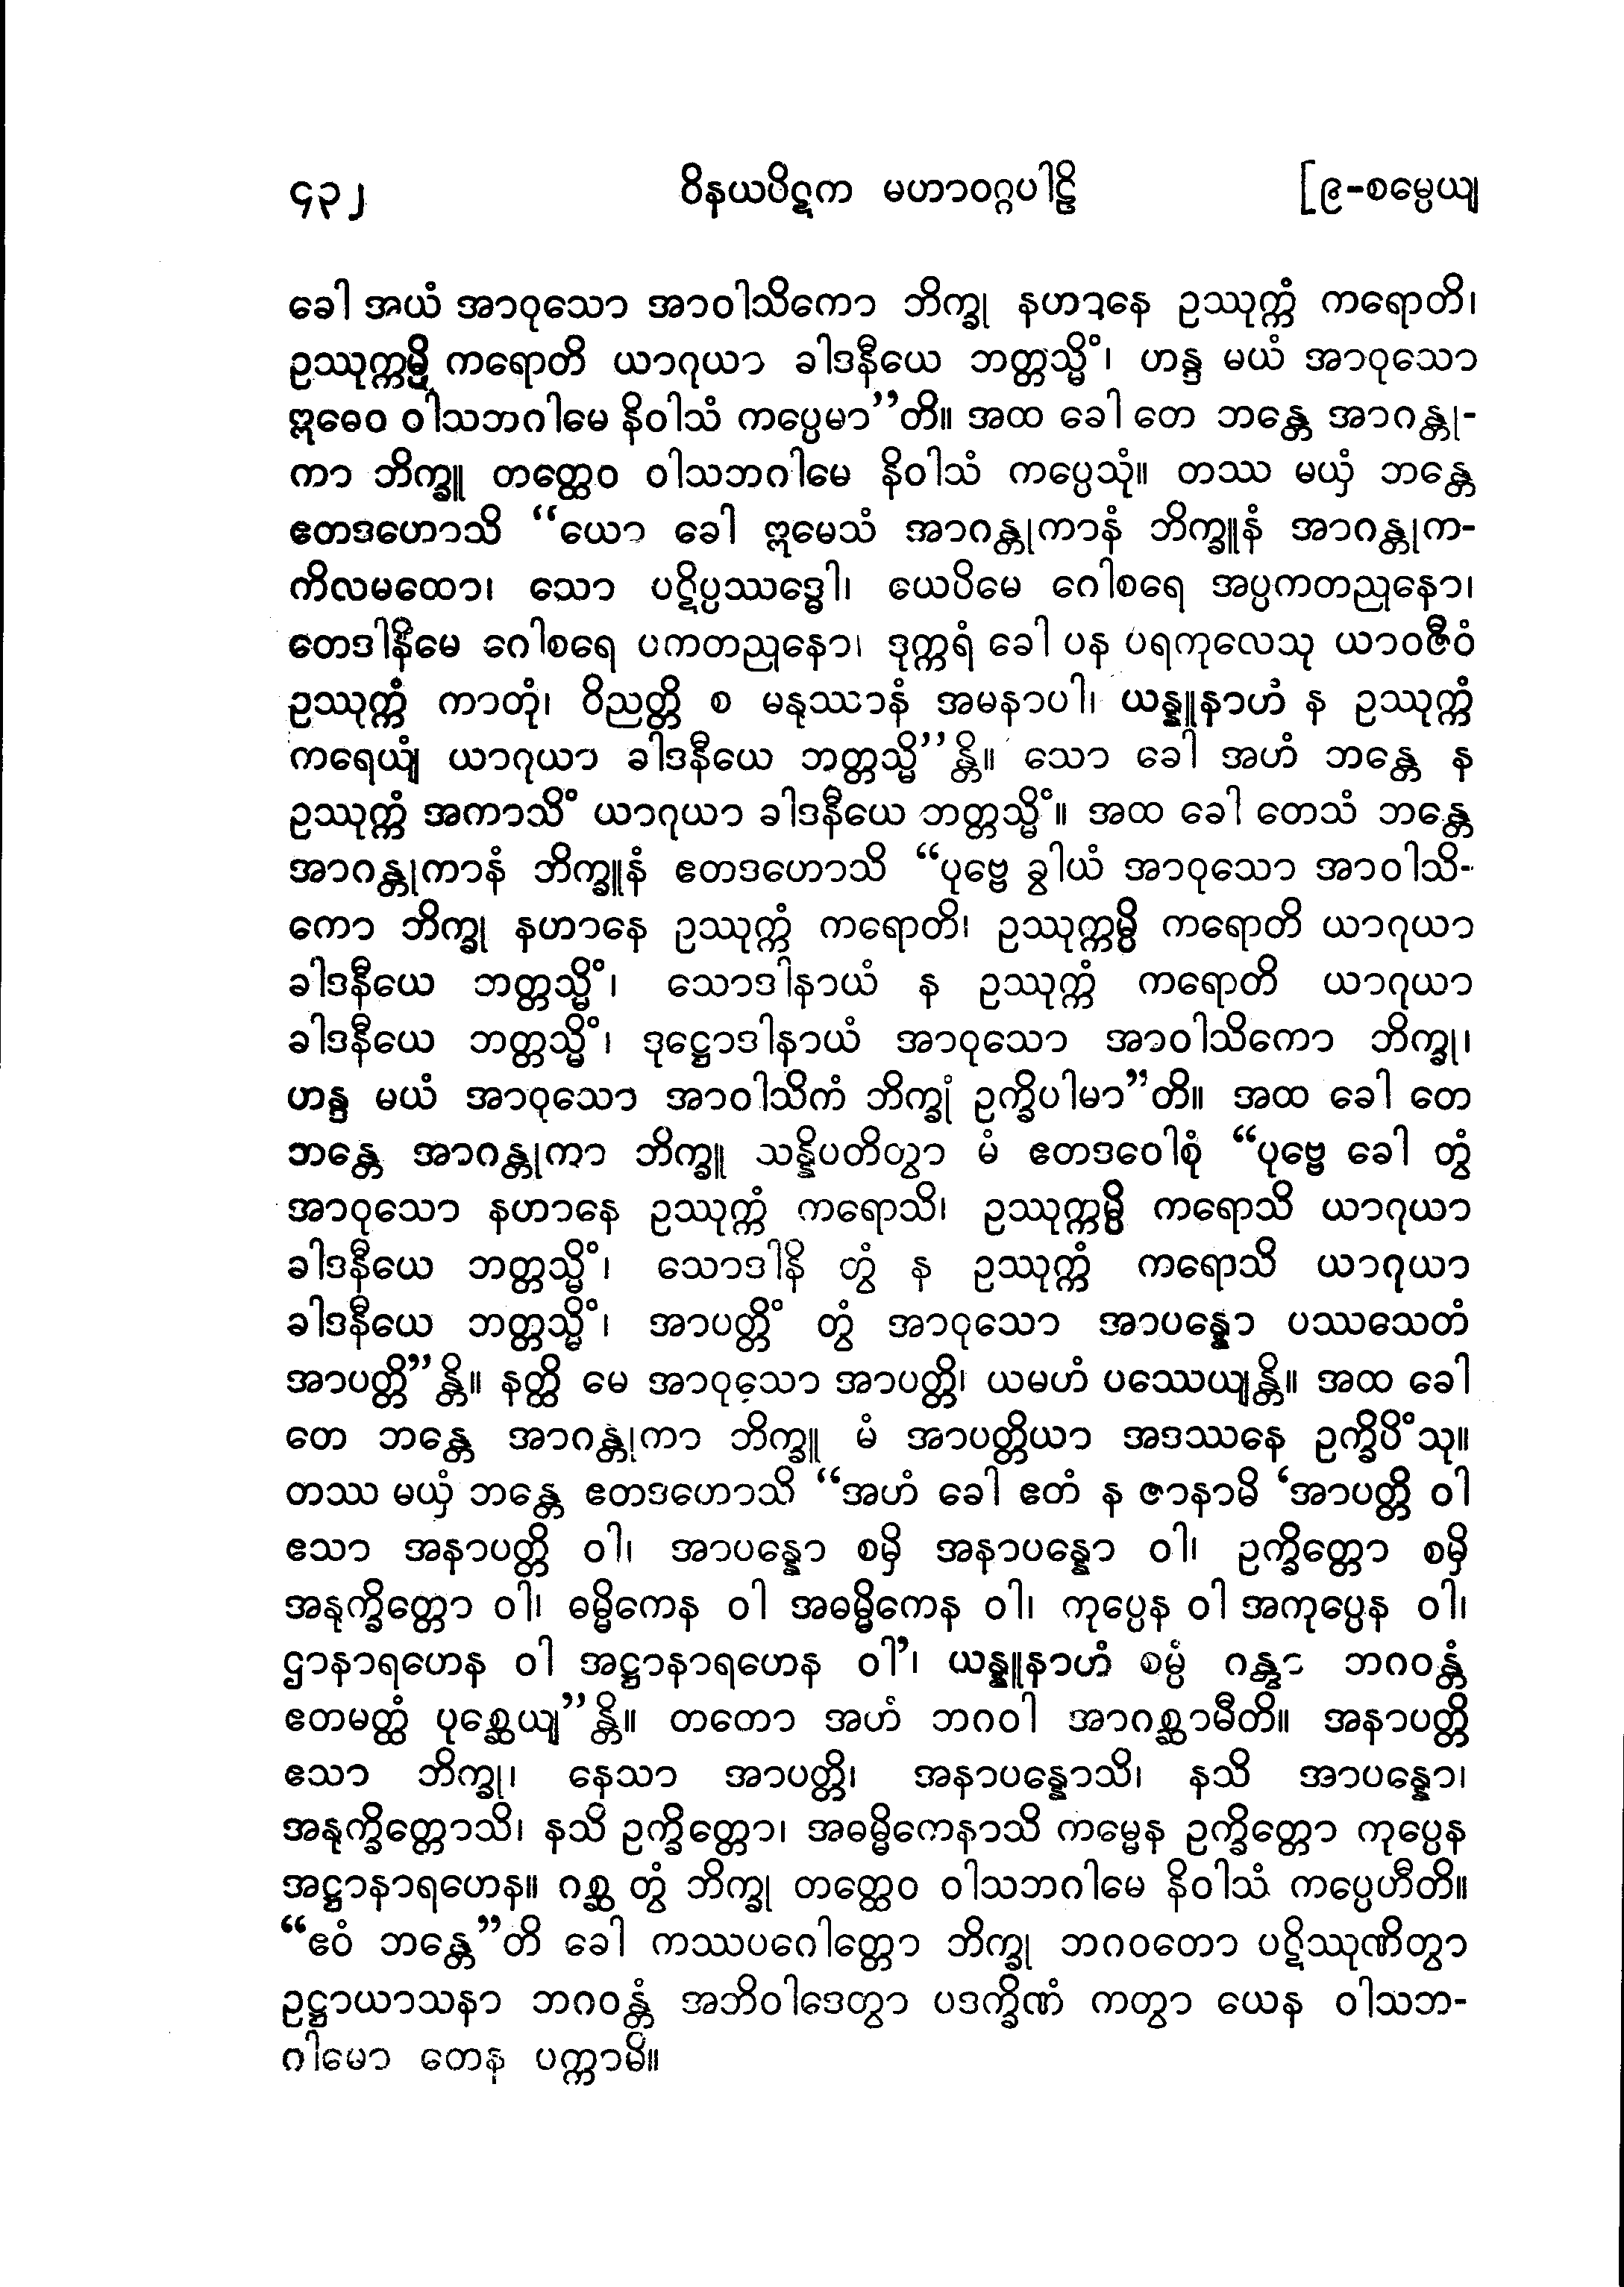 ၄၃၂ ဝိနယပိဋက မဟာဝဂ္ဂပါဠိ [၉-စမ္ပေယျ
ခေါ အယံ အာဝုသော အာဝါသိကော ဘိက္ခု နဟာနေ ဥဿုက္ကံ ကရောတိ၊
ဥဿုက္ကမ္ပိ ကရောတိ ယာဂုယာ ခါဒနီယေ ဘတ္တသ္မိံ၊ ဟန္ဒ မယံ အာဝုသော
ဣဓေဝ ဝါသဘဂါမေ နိဝါသံ ကပ္ပေမာ”တိ။ အထ ခေါ တေ ဘန္တေ အာဂန္တု-
ကာ ဘိက္ခူ တတ္ထေဝ ဝါသဘဂါမေ နိဝါသံ ကပ္ပေသုံ။ တဿ မယှံ ဘန္တေ
ဧတဒဟောသိ “ယော ခေါ ဣမေသံ အာဂန္တုကာနံ ဘိက္ခူနံ အာဂန္တုက-
ကိလမထော၊ သော ပဋိပ္ပဿဒ္ဓေါ၊ ယေပိမေ ဂေါစရေ အပ္ပကတညုနော၊
တေဒါနိမေ ဂေါစရေ ပကတညုနော၊ ဒုက္ကရံ ခေါ ပန ပရကုလေသု ယာဝဇီဝံ
ဥဿုက္ကံ ကာတုံ၊ ဝိညတ္တိ စ မနုဿာနံ အမနာပါ၊ ယန္နူနာဟံ န ဥဿုက္ကံ
ကရေယျံ ယာဂုယာ ခါဒနီယေ ဘတ္တသ္မိ”န္တိ။ သော ခေါ အဟံ ဘန္တေ န
ဥဿုက္ကံ အကာသိံ ယာဂုယာ ခါဒနီယေ ဘတ္တသ္မိံ။ အထ ခေါ တေသံ ဘန္တေ
အာဂန္တုကာနံ ဘိက္ခူနံ ဧတဒဟောသိ “ပုဗ္ဗေ ခွါယံ အာဝုသော အာဝါသိ-
ကော ဘိက္ခု နဟာနေ ဥဿုက္ကံ ကရောတိ၊ ဥဿုက္ကမ္ပိ ကရောတိ ယာဂုယာ
ခါဒနီယေ ဘတ္တသ္မိံ၊ သောဒါနာယံ န ဥဿုက္ကံ ကရောတိ ယာဂုယာ
ခါဒနီယေ ဘတ္တသ္မိံ၊ ဒုဋ္ဌောဒါနာယံ အာဝုသော အာဝါသိကော ဘိက္ခု၊
ဟန္ဒ မယံ အာဝုသော အာဝါသိကံ ဘိက္ခုံ ဥက္ခိပါမာ”တိ။ အထ ခေါ တေ
ဘန္တေ အာဂန္တုကာ ဘိက္ခူ သန္နိပတိတွာ မံ ဧတဒဝေါစုံ “ပုဗ္ဗေ ခေါ တွံ
အာဝုသော နဟာနေ ဥဿုက္ကံ ကရောသိ၊ ဥဿုက္ကမ္ပိ ကရောသိ ယာဂုယာ
ခါဒနီယေ ဘတ္တသ္မိံ၊ သောဒါနိ တွံ န ဥဿုက္ကံ ကရောသိ ယာဂုယာ
ခါဒနီယေ ဘတ္တသ္မိံ၊ အာပတ္တိံ တွံ အာဝုသော အာပန္နော ပဿသေတံ
အာပတ္တိ”န္တိ။ နတ္ထိ မေ အာဝုသော အာပတ္တိ၊ ယမဟံ ပဿေယျန္တိ။ အထ ခေါ
တေ ဘန္တေ အာဂန္တုကာ ဘိက္ခူ မံ အာပတ္တိယာ အဒဿနေ ဥက္ခိပိံသု။
တဿ မယှံ ဘန္တေ ဧတဒဟောသိ “အဟံ ခေါ ဧတံ န ဇာနာမိ ‘အာပတ္တိ ဝါ
ဧသာ အနာပတ္တိ ဝါ၊ အာပန္နော စမှိ အနာပန္နော ဝါ၊ ဥက္ခိတ္တော စမှိ
အနုက္ခိတ္တော ဝါ၊ ဓမ္မိကေန ဝါ အဓမ္မိကေန ဝါ၊ ကုပ္ပေန ဝါ အကုပ္ပေန ဝါ၊
ဌာနာရဟေန ဝါ အဋ္ဌာနာရဟေန ဝါ’၊ ယန္နူနာဟံ စမ္ပံ ဂန္တွာ ဘဂဝန္တံ
ဧတမတ္ထံ ပုစ္ဆေယျ”န္တိ။ တတော အဟံ ဘဂဝါ အာဂစ္ဆာမီတိ။ အနာပတ္တိ
ဧသာ ဘိက္ခု၊ နေသာ အာပတ္တိ၊ အနာပန္နောသိ၊ နသိ အာပန္နော၊
အနုက္ခိတ္တောသိ၊ နသိ ဥက္ခိတ္တော၊ အဓမ္မိကေနာသိ ကမ္မေန ဥက္ခိတ္တော ကုပ္ပေန
အဋ္ဌာနာရဟေန။ ဂစ္ဆ တွံ ဘိက္ခု တတ္ထေဝ ဝါသဘဂါမေ နိဝါသံ ကပ္ပေဟီတိ။
“ဧဝံ ဘန္တေ”တိ ခေါ ကဿပဂေါတ္တော ဘိက္ခု ဘဂဝတော ပဋိဿုဏိတွာ
ဥဋ္ဌာယာသနာ ဘဂဝန္တံ အဘိဝါဒေတွာ ပဒက္ခိဏံ ကတွာ ယေန ဝါသဘ-
ဂါမော တေန ပက္ကာမိ။